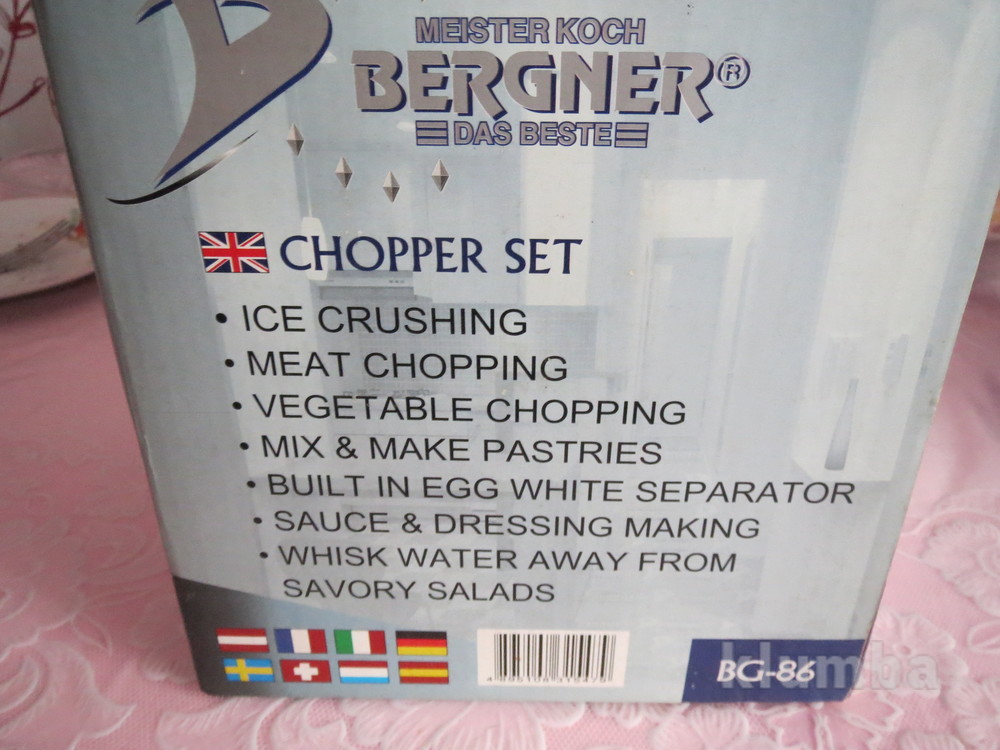 MEISTER KOCH
BERGNER®
DAS BESTE
CHOPPER SET
• ICE CRUSHING
• MEAT CHOPPING
• VEGETABLE CHOPPING
• MIX & MAKE PASTRIES
• BUILT IN EGG WHITE SEPARATOR
• SAUCE & DRESSING MAKING
• WHISK WATER AWAY FROM
SAVORY SALADS
BG-86
klumba